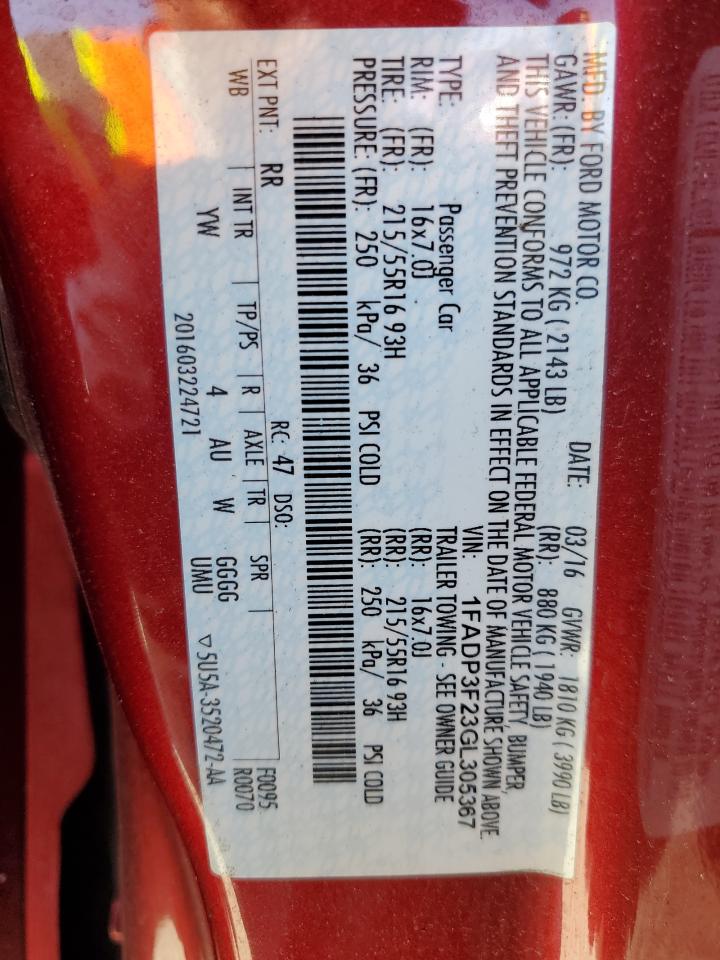 MFD. BY FORD MOTOR CO.
DATE: 03/16 GVWR: 1810 KG ( 3990 LB)
GAWR: (FR): 972 KG ( 2143 LB) (RR): 880 KG ( 1940 LB)
THIS VEHICLE CONFORMS TO ALL APPLICABLE FEDERAL MOTOR VEHICLE SAFETY, BUMPER,
AND THEFT PREVENTION STANDARDS IN EFFECT ON THE DATE OF MANUFACTURE SHOWN ABOVE.
VIN: 1FADP3F23GL305367
TYPE: Passenger Car TRAILER TOWING - SEE OWNER GUIDE
RIM: (FR): 16x7.0J (RR): 16x7.0J
TIRE: (FR): 215/55R16 93H (RR): 215/55R16 93H
PRESSURE: (FR): 250 kPa/ 36 PSI COLD (RR): 250 kPa/ 36 PSI COLD
EXT PNT: RR RC: 47 DSO: F0095
WB INT TR TP/PS R AXLE TR SPR R0070
YW 4 AU W GGGG
UMU
201603224721 ▽5U5A-3520472-AA